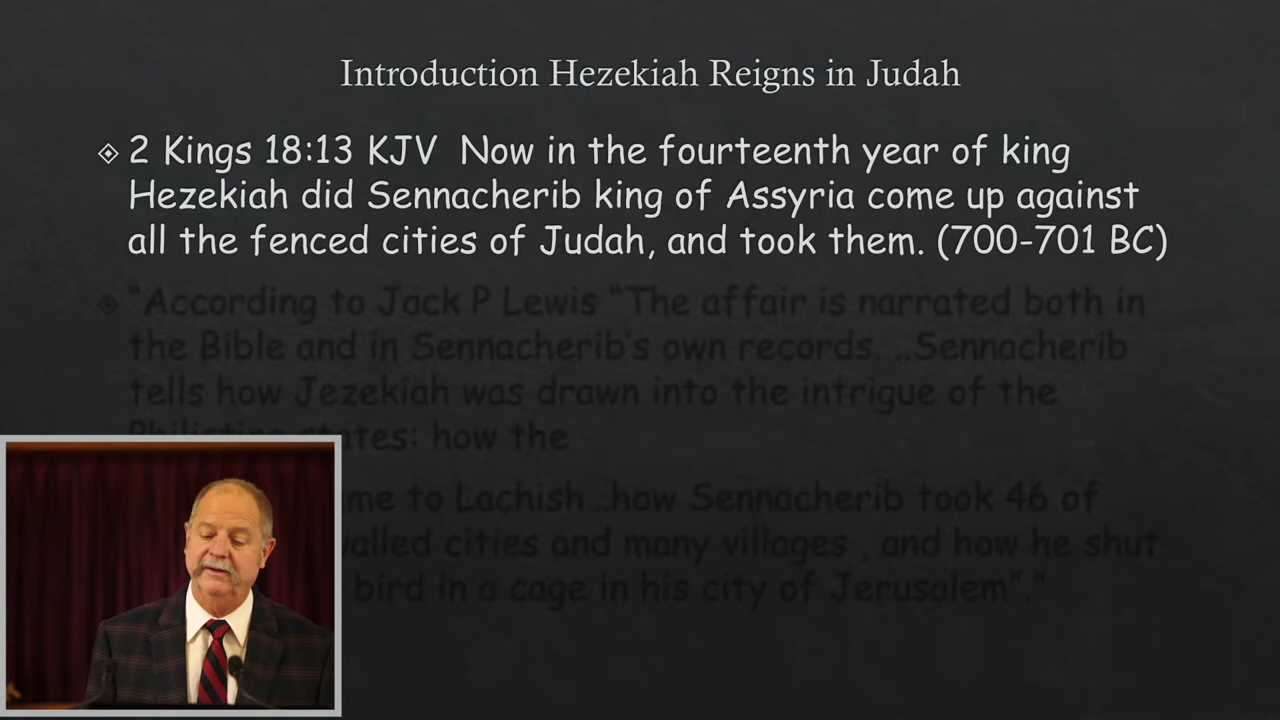 Introduction Hezekiah Reigns in Judah
2 Kings 18:13 KJV Now in the fourteenth year of king
Hezekiah did Sennacherib king of Assyria come up against
all the fenced cities of Judah, and took them. (700-701 BC)
"According to Jack P Lewis "The affair is narrated both in
the Bible and in Sennacherib's own records. ..Sennacherib
tells how Jezekiah was drawn into the intrigue of the
Philistine states: how the
me to Lachish...how Sennacherib took 46 of
walled cities and many villages , and how he shut
bird in a cage in his city of Jerusalem"."